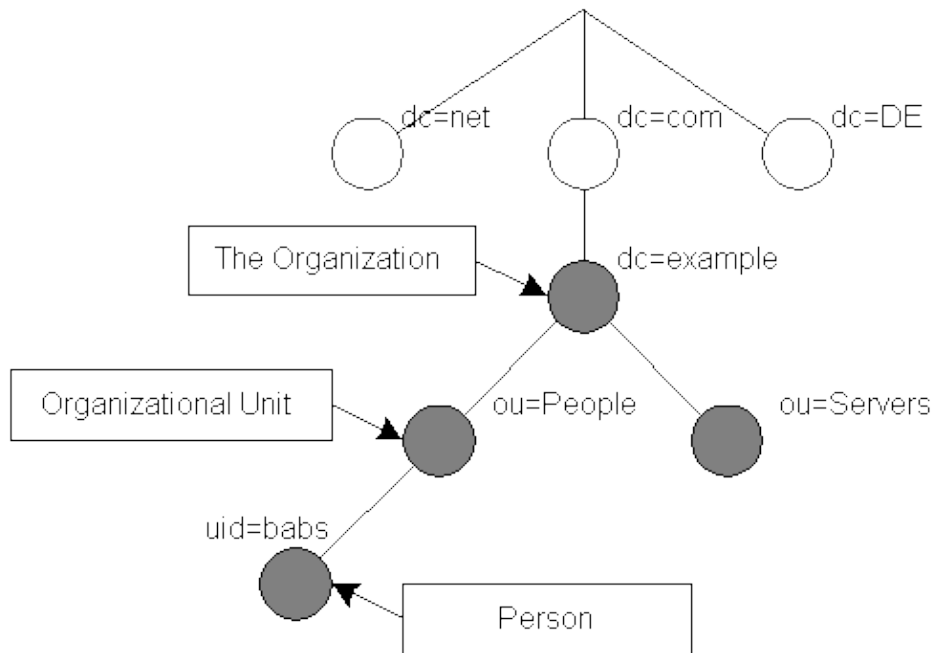 dc=net
dc=com
dc=DE
The Organization
dc=example
Organizational Unit
ou=People
ou=Servers
uid=babs
Person